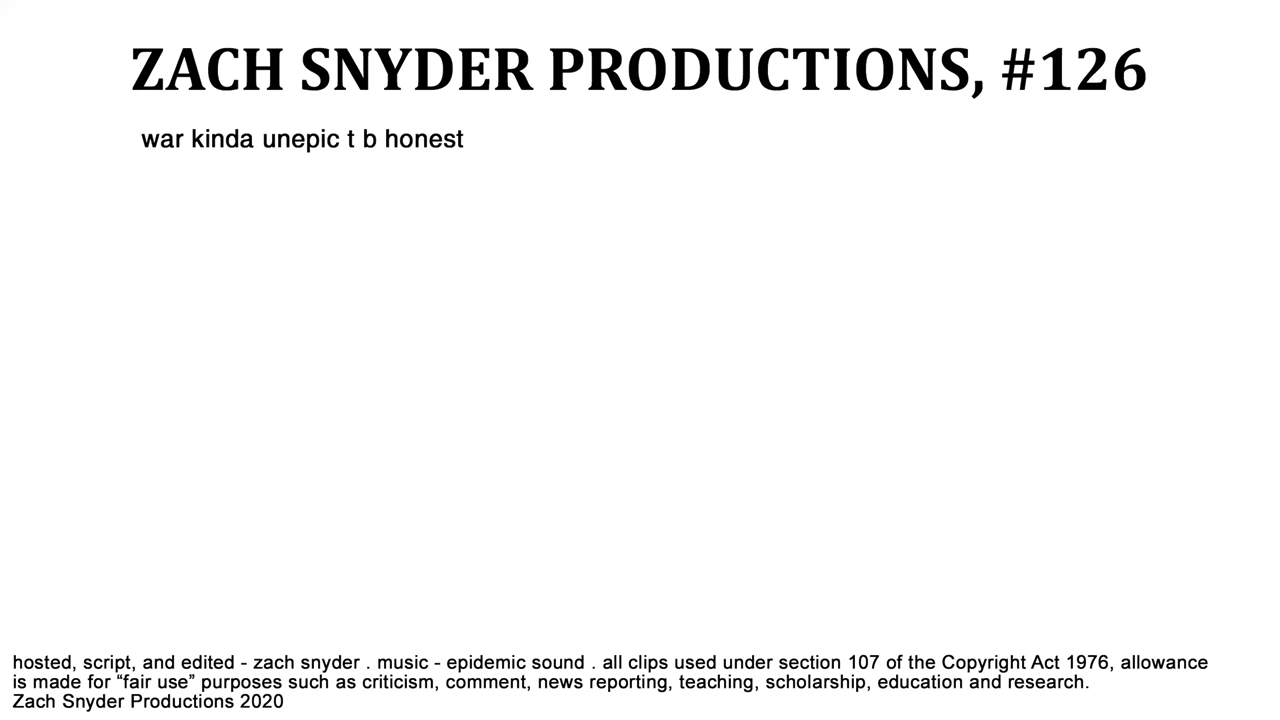 ZACH SNYDER PRODUCTIONS, #126
war kinda unepic t b honest
hosted, script, and edited - zach snyder . music - epidemic sound . all clips used under section 107 of the Copyright Act 1976, allowance
is made for “fair use” purposes such as criticism, comment, news reporting, teaching, scholarship, education and research.
Zach Snyder Productions 2020